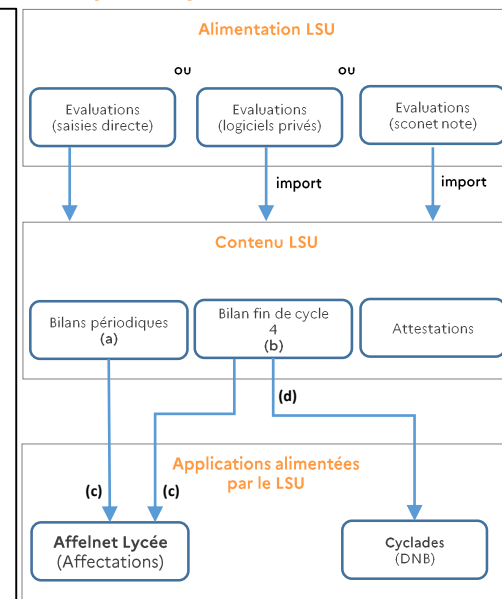 Alimentation LSU
ou
ou
Evaluations
(saisies directe)
Evaluations
(logiciels privés)
Evaluations
(sconet note)
import
import
Contenu LSU
Bilans périodiques
(a)
Bilan fin de cycle
4
(b)
Attestations
(d)
Applications alimentées
par le LSU
(c)
(c)
Affelnet Lycée
(Affectations)
Cyclades
(DNB)